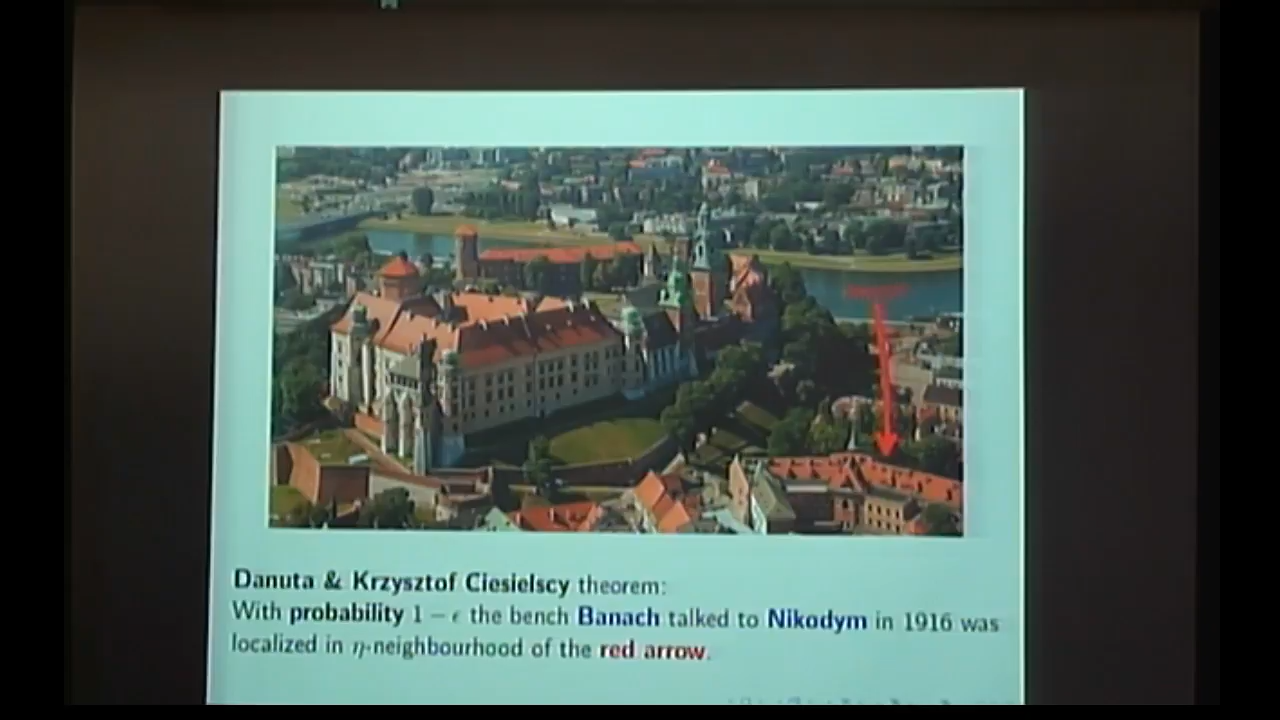 Danuta & Krzysztof Ciesielscy theorem:
With probability 1 − ϵ the bench Banach talked to Nikodym in 1916 was
localized in η-neighbourhood of the red arrow.